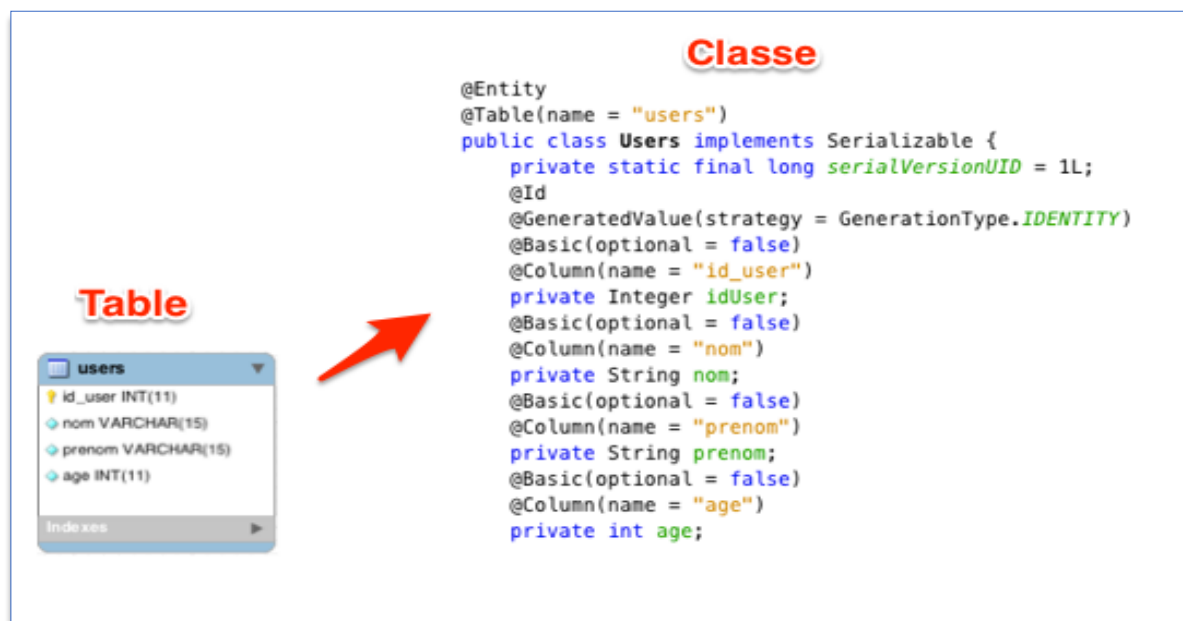 Table
users
id_user INT(11)
nom VARCHAR(15)
prenom VARCHAR(15)
age INT(11)
Indexes
Classe
@Entity
@Table(name = "users")
public class Users implements Serializable {
    private static final long serialVersionUID = 1L;
    @Id
    @GeneratedValue(strategy = GenerationType.IDENTITY)
    @Basic(optional = false)
    @Column(name = "id_user")
    private Integer idUser;
    @Basic(optional = false)
    @Column(name = "nom")
    private String nom;
    @Basic(optional = false)
    @Column(name = "prenom")
    private String prenom;
    @Basic(optional = false)
    @Column(name = "age")
    private int age;